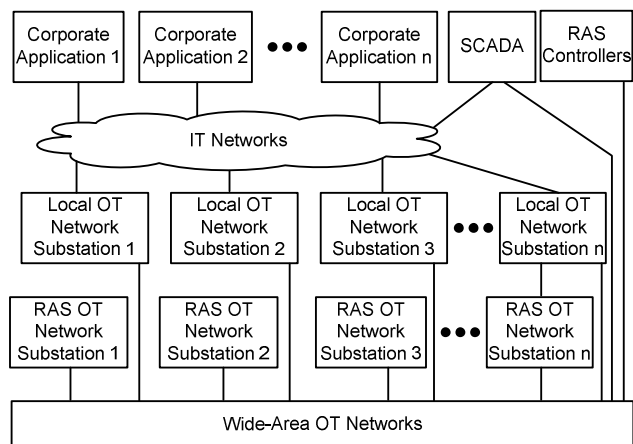 Corporate
Application 1
Corporate
Application 2
Corporate
Application n
SCADA
RAS
Controllers
IT Networks
Local OT
Network
Substation 1
Local OT
Network
Substation 2
Local OT
Network
Substation 3
Local OT
Network
Substation n
RAS OT
Network
Substation 1
RAS OT
Network
Substation 2
RAS OT
Network
Substation 3
RAS OT
Network
Substation n
Wide-Area OT Networks